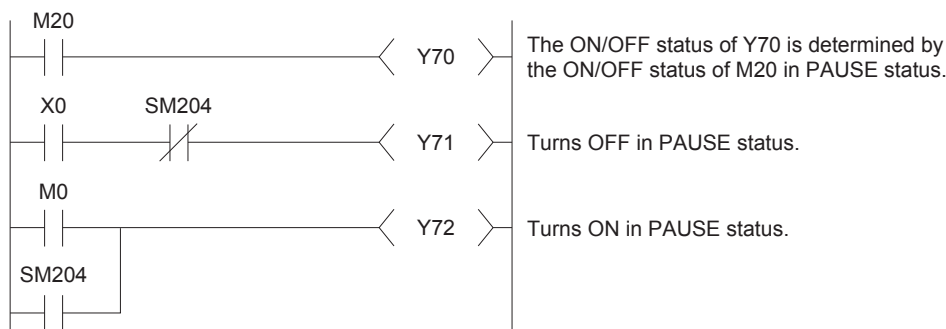 M20
Y70
The ON/OFF status of Y70 is determined by
the ON/OFF status of M20 in PAUSE status.
X0 SM204
Y71
Turns OFF in PAUSE status.
M0
Y72
Turns ON in PAUSE status.
SM204